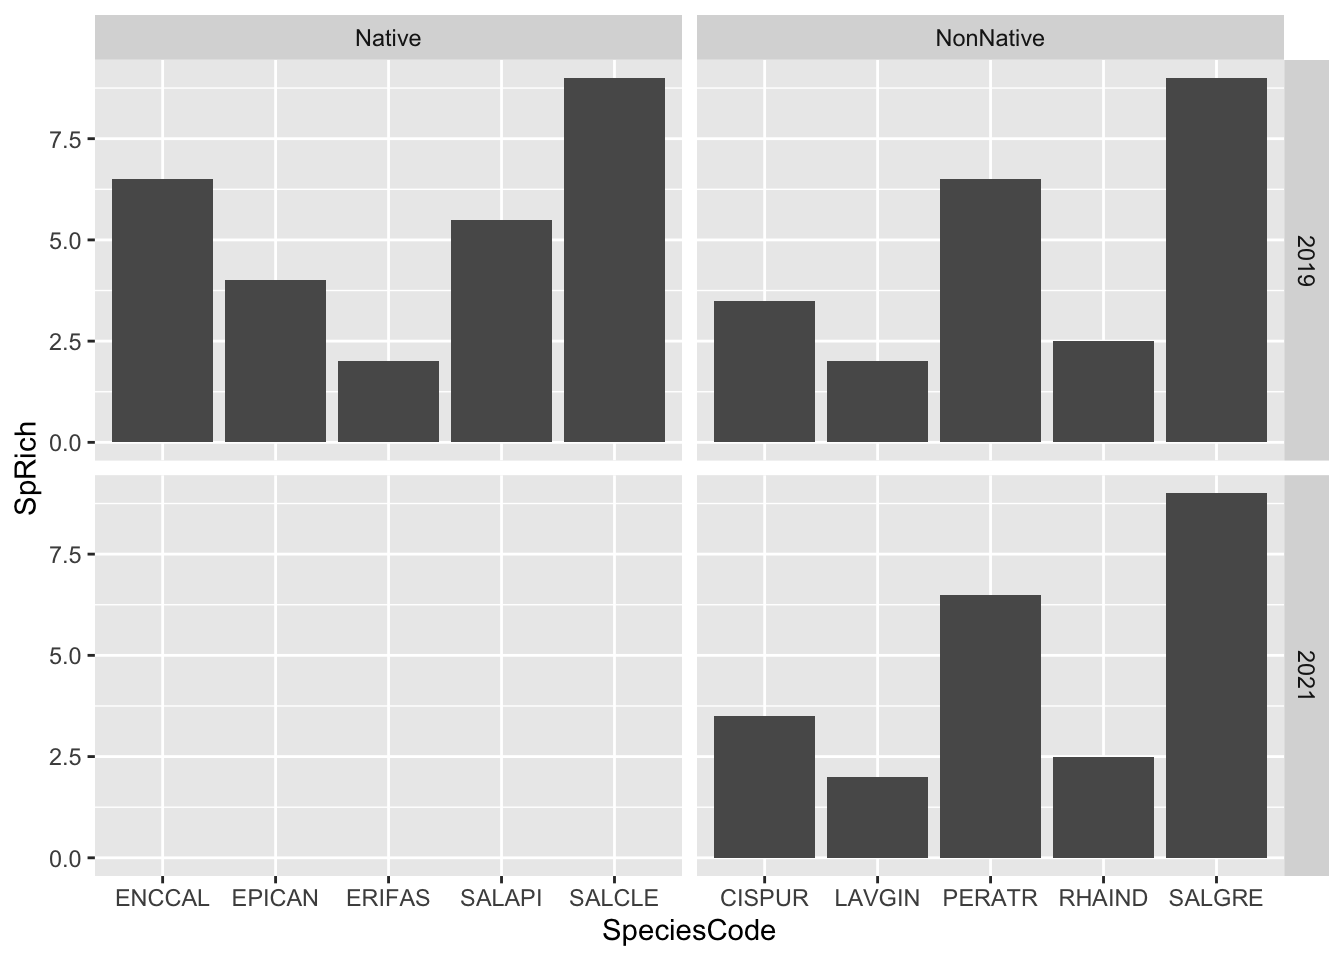 Native
NonNative
7.5
5.0
2.5
0.0
2019
SpRich
7.5
5.0
2.5
0.0
2021
ENCCAL EPICAN ERIFAS SALAPI SALCLE CISPUR LAVGIN PERATR RHAIND SALGRE
SpeciesCode